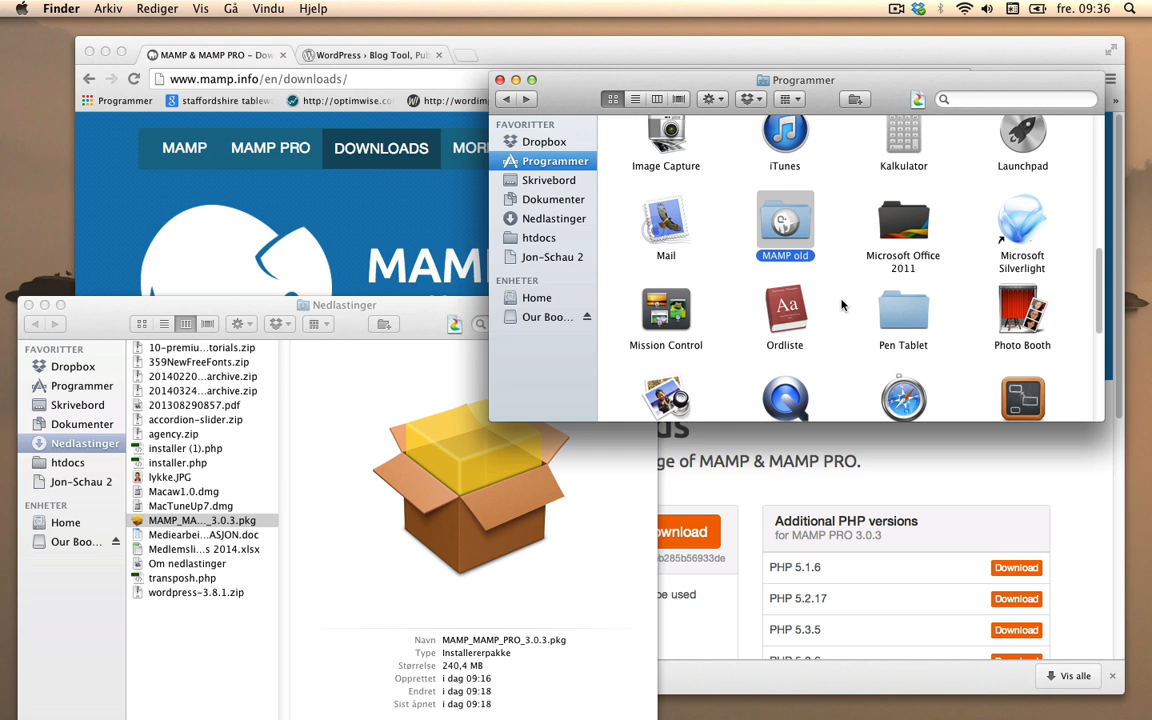 Finder Arkiv Rediger Vis Gå Vindu Hjelp fre. 09:36
MAMP & MAMP PRO – Dow
WordPress › Blog Tool, Pub
www.mamp.info/en/downloads/
Programmer staffordshire tablew http://optimwise.co http://wordim
MAMP MAMP PRO DOWNLOADS MOR
MAM
Programmer
FAVORITTER
Dropbox
Programmer
Skrivebord
Dokumenter
Nedlastinger
htdocs
Jon-Schau 2
ENHETER
Home
Our Boo...
Image Capture iTunes Kalkulator Launchpad
Mail MAMP old Microsoft Office 2011 Microsoft Silverlight
Aa
Mission Control Ordliste Pen Tablet Photo Booth
Nedlastinger
FAVORITTER
Dropbox
Programmer
Skrivebord
Dokumenter
Nedlastinger
htdocs
Jon-Schau 2
ENHETER
Home
Our Boo...
10-premiu...torials.zip
359NewFreeFonts.zip
20140220...archive.zip
20140324...archive.zip
201308290857.pdf
accordion-slider.zip
agency.zip
installer (1).php
installer.php
lykke.JPG
Macaw1.0.dmg
MacTuneUp7.dmg
MAMP_MA..._3.0.3.pkg
Mediearbei...ASJON.doc
Medlemsli...s 2014.xlsx
Om nedlastinger
transposh.php
wordpress-3.8.1.zip
Navn MAMP_MAMP_PRO_3.0.3.pkg
Type Installererpakke
Størrelse 240,4 MB
Opprettet i dag 09:16
Endret i dag 09:18
Sist åpnet i dag 09:18
ds
ge of MAMP & MAMP PRO.
ownload
b285b56933de
be used
Additional PHP versions
for MAMP PRO 3.0.3
PHP 5.1.6 Download
PHP 5.2.17 Download
PHP 5.3.5 Download
Vis alle